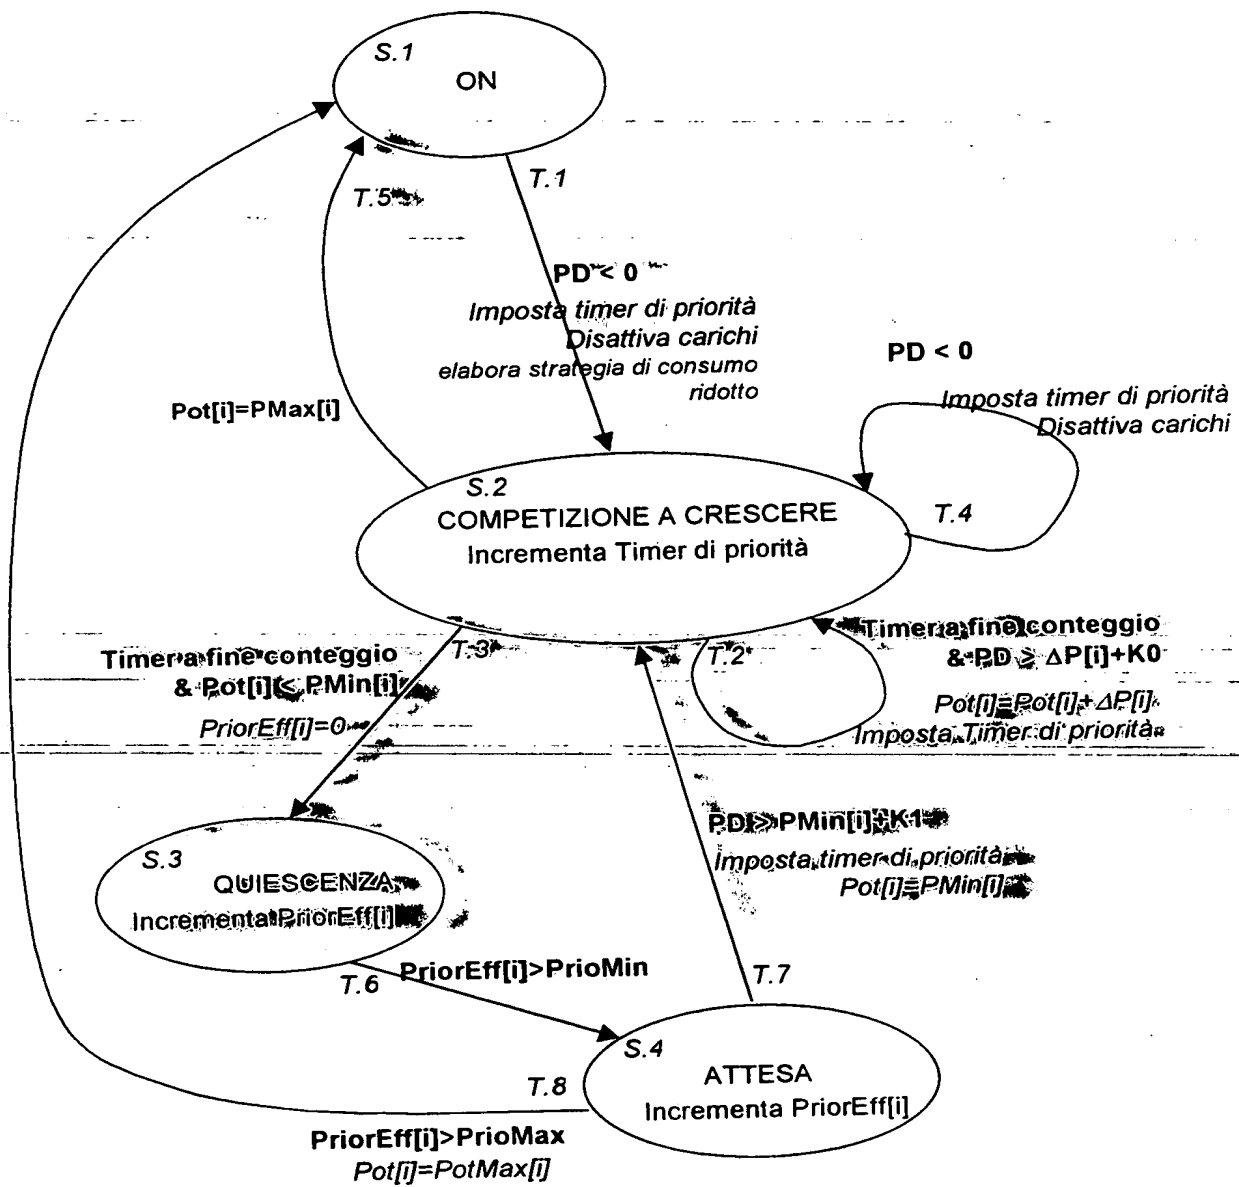 S.1
ON
T.1
T.5
PD < 0
Imposta timer di priorità
Disattiva carichi
elabora strategia di consumo
ridotto
PD < 0
Imposta timer di priorità
Disattiva carichi
Pot[i]=PMax[i]
S.2
COMPETIZIONE A CRESCERE
Incrementa Timer di priorità
T.4
T.3
T.2
Timer a fine conteggio
& Pot[i] < PMin[i]
PriorEff[i]=0
Timer a fine conteggio
& PD ≥ ΔP[i]+K0
Pot[i]=Pot[i]+ΔP[i]
Imposta Timer di priorità
PD > PMin[i]+K1
Imposta timer di priorità
Pot[i]=PMin[i]
S.3
QUIESCENZA
Incrementa PriorEff[i]
T.6
PriorEff[i]>PrioMin
T.7
S.4
ATTESA
Incrementa PriorEff[i]
T.8
PriorEff[i]>PrioMax
Pot[i]=PotMax[i]